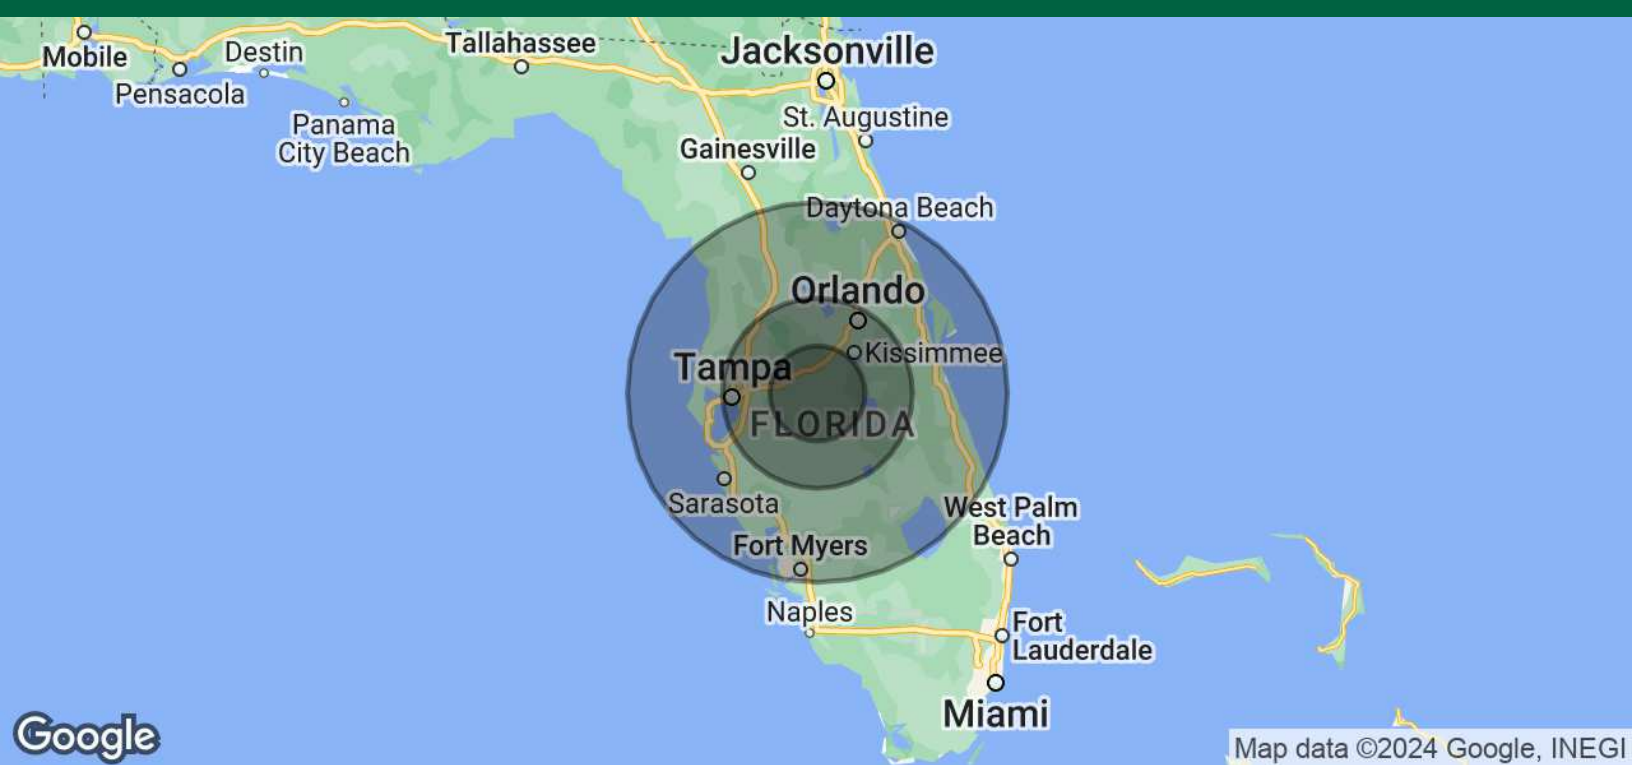 Mobile
Destin
Tallahassee
Jacksonville
Pensacola
Panama
City Beach
St. Augustine
Gainesville
Daytona Beach
Orlando
Kissimmee
Tampa
FLORIDA
Sarasota
West Palm
Beach
Fort Myers
Naples
Fort
Lauderdale
Miami
Google
Map data ©2024 Google, INEGI